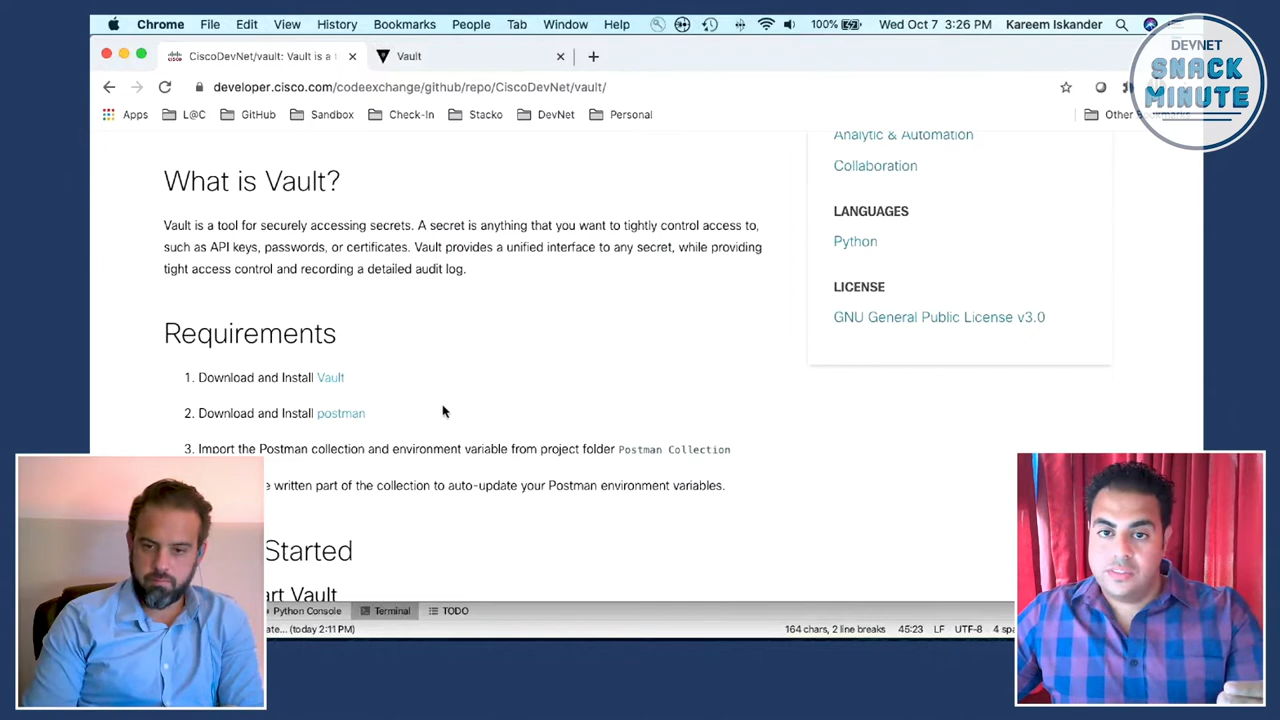 Chrome File Edit View History Bookmarks People Tab Window Help 100% Wed Oct 7 3:26 PM Kareem Iskander
DEVNET
SNACK
MINUTE
CiscoDevNet/vault: Vault is a Vault
developer.cisco.com/codeexchange/github/repo/CiscoDevNet/vault/
Apps L@C GitHub Sandbox Check-In Stacko DevNet Personal Other
Analytic & Automation
Collaboration
What is Vault?
Vault is a tool for securely accessing secrets. A secret is anything that you want to tightly control access to,
such as API keys, passwords, or certificates. Vault provides a unified interface to any secret, while providing
tight access control and recording a detailed audit log.
LANGUAGES
Python
LICENSE
GNU General Public License v3.0
Requirements
1. Download and Install Vault
2. Download and Install postman
3. Import the Postman collection and environment variable from project folder Postman Collection
e written part of the collection to auto-update your Postman environment variables.
Started
art Vault
Python Console Terminal TODO
ate... (today 2:11 PM) 164 chars, 2 line breaks 45:23 LF UTF-8 4 spa